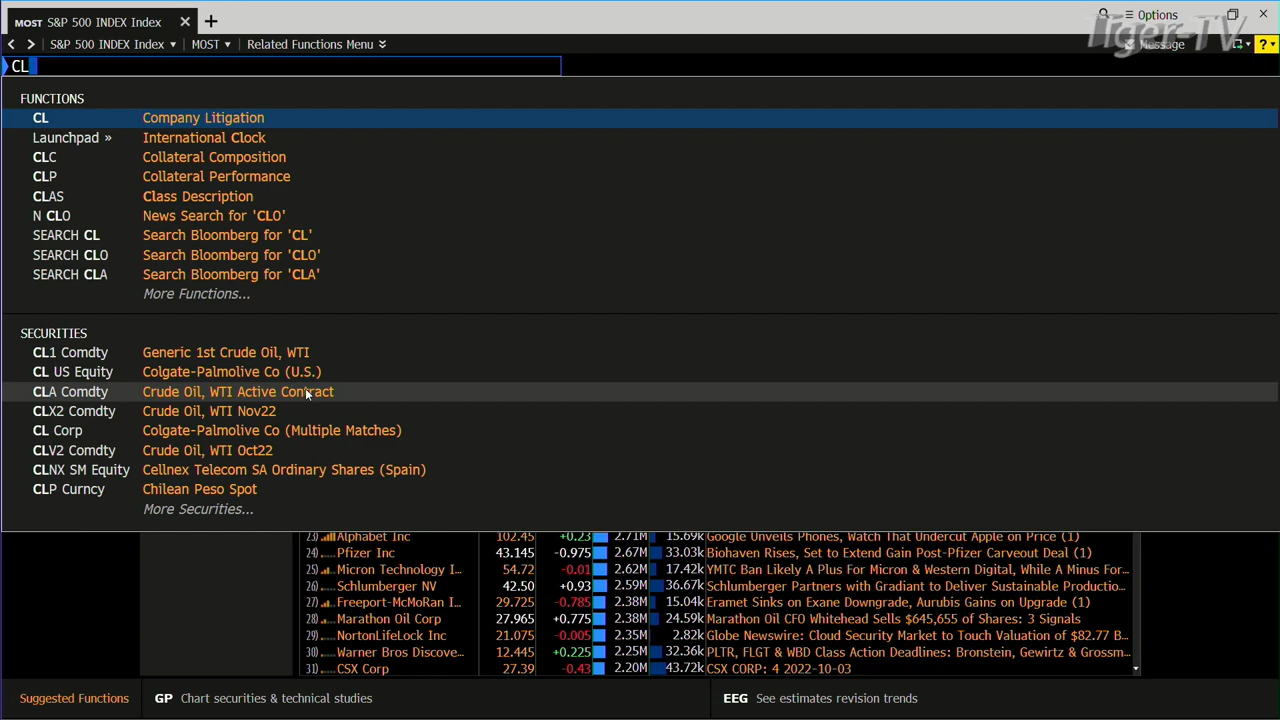 MOST S&P 500 INDEX Index × +
Options
Tiger-TV
< > S&P 500 INDEX Index ▾ MOST ▾ Related Functions Menu
Message
?
CL
FUNCTIONS
CL Company Litigation
Launchpad » International Clock
CLC Collateral Composition
CLP Collateral Performance
CLAS Class Description
N CLO News Search for 'CLO'
SEARCH CL Search Bloomberg for 'CL'
SEARCH CLO Search Bloomberg for 'CLO'
SEARCH CLA Search Bloomberg for 'CLA'
More Functions...
SECURITIES
CL1 Comdty Generic 1st Crude Oil, WTI
CL US Equity Colgate-Palmolive Co (U.S.)
CLA Comdty Crude Oil, WTI Active Contract
CLX2 Comdty Crude Oil, WTI Nov22
CL Corp Colgate-Palmolive Co (Multiple Matches)
CLV2 Comdty Crude Oil, WTI Oct22
CLNX SM Equity Cellnex Telecom SA Ordinary Shares (Spain)
CLP Curncy Chilean Peso Spot
More Securities...
23) Alphabet Inc 102.45 +0.23 2.71M 15.69k Google Unveils Phones, Watch That Undercut Apple on Price (1)
24) Pfizer Inc 43.145 -0.975 2.67M 33.03k Biohaven Rises, Set to Extend Gain Post-Pfizer Carveout Deal (1)
25) Micron Technology I... 54.72 -0.01 2.62M 17.42k YMTC Ban Likely A Plus For Micron & Western Digital, While A Minus For...
26) Schlumberger NV 42.50 +0.93 2.59M 36.67k Schlumberger Partners with Gradiant to Deliver Sustainable Productio...
27) Freeport-McMoRan I... 29.725 -0.785 2.38M 15.04k Eramet Sinks on Exane Downgrade, Aurubis Gains on Upgrade (1)
28) Marathon Oil Corp 27.965 +0.775 2.38M 24.59k Marathon Oil CFO Whitehead Sells $645,655 of Shares: 3 Signals
29) NortonLifeLock Inc 21.075 -0.005 2.35M 2.82k Globe Newswire: Cloud Security Market to Touch Valuation of $82.77 B...
30) Warner Bros Discove... 12.445 +0.225 2.25M 32.36k PLTR, FLGT & WBD Class Action Deadlines: Bronstein, Gewirtz & Grossm...
31) CSX Corp 27.39 -0.43 2.20M 43.72k CSX CORP: 4 2022-10-03
Suggested Functions GP Chart securities & technical studies EEG See estimates revision trends